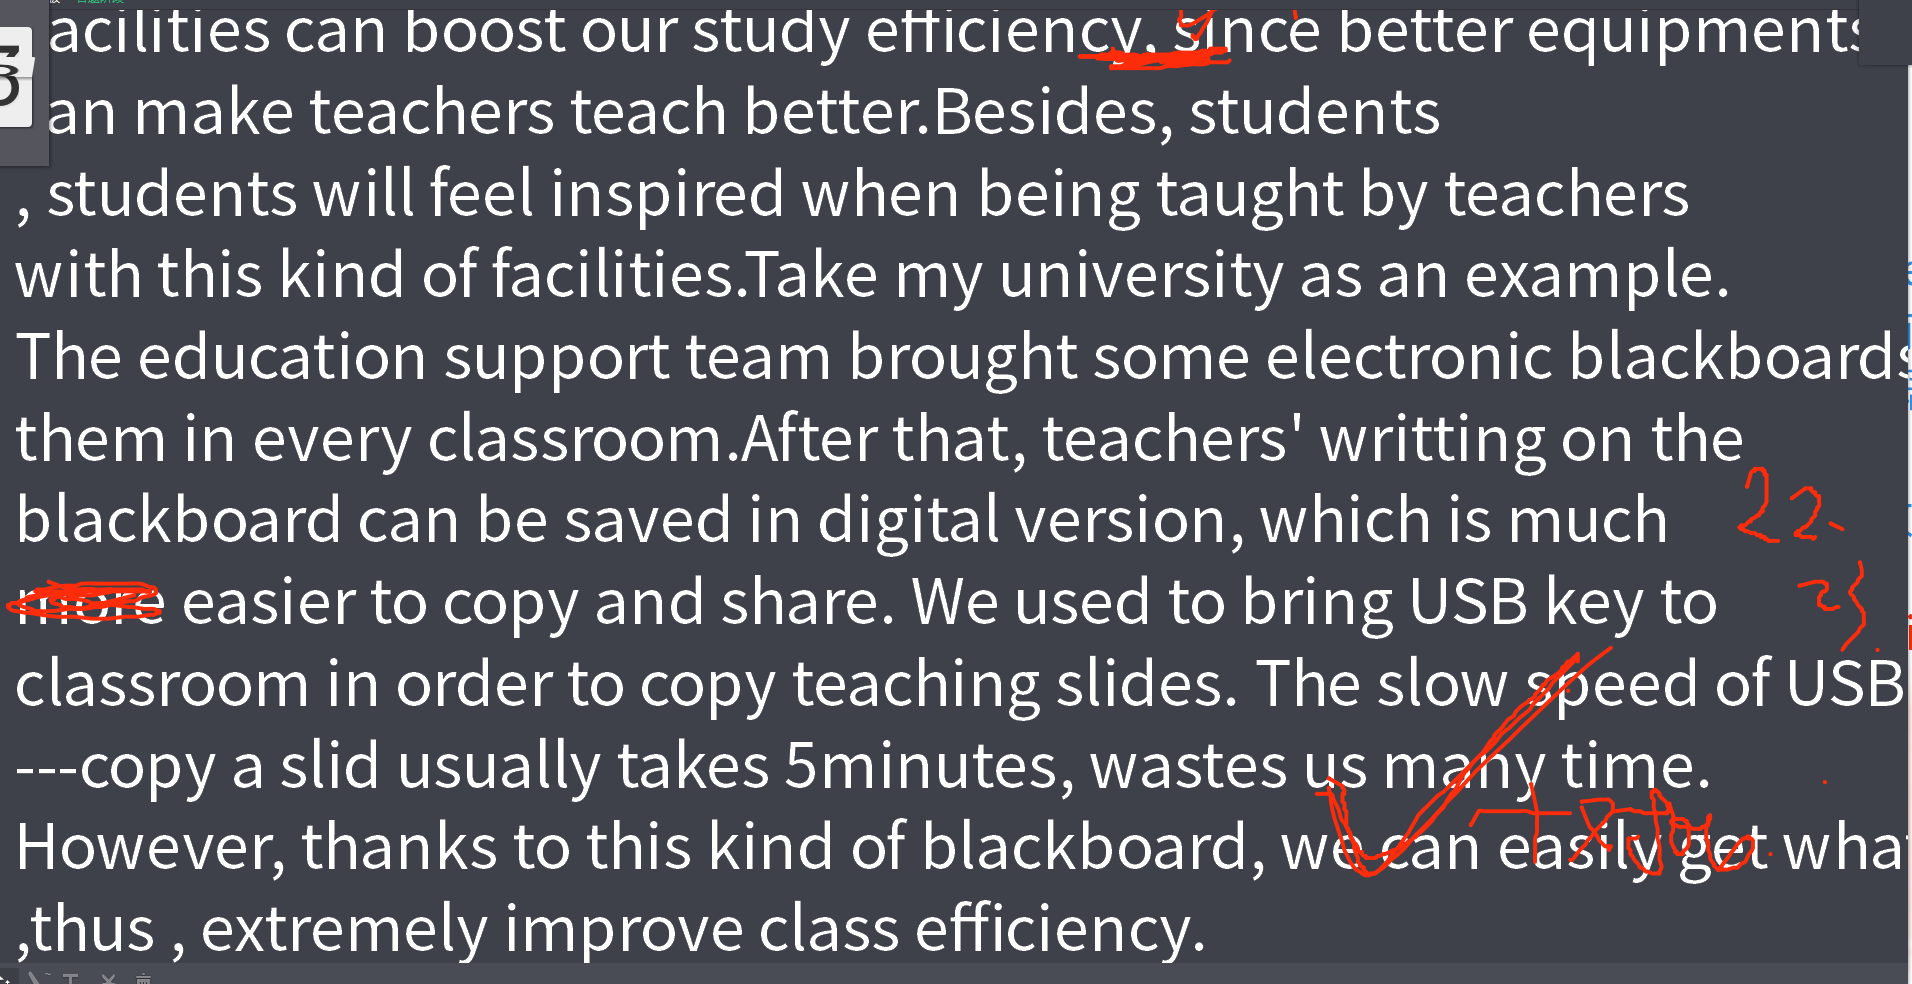 acilities can boost our study efficiency, since better equipments
an make teachers teach better.Besides, students
, students will feel inspired when being taught by teachers
with this kind of facilities.Take my university as an example.
The education support team brought some electronic blackboards
them in every classroom.After that, teachers' writting on the
blackboard can be saved in digital version, which is much
22
more easier to copy and share. We used to bring USB key to
classroom in order to copy teaching slides. The slow speed of USB
---copy a slid usually takes 5minutes, wastes us many time.
However, thanks to this kind of blackboard, we can easily get what
,thus , extremely improve class efficiency.